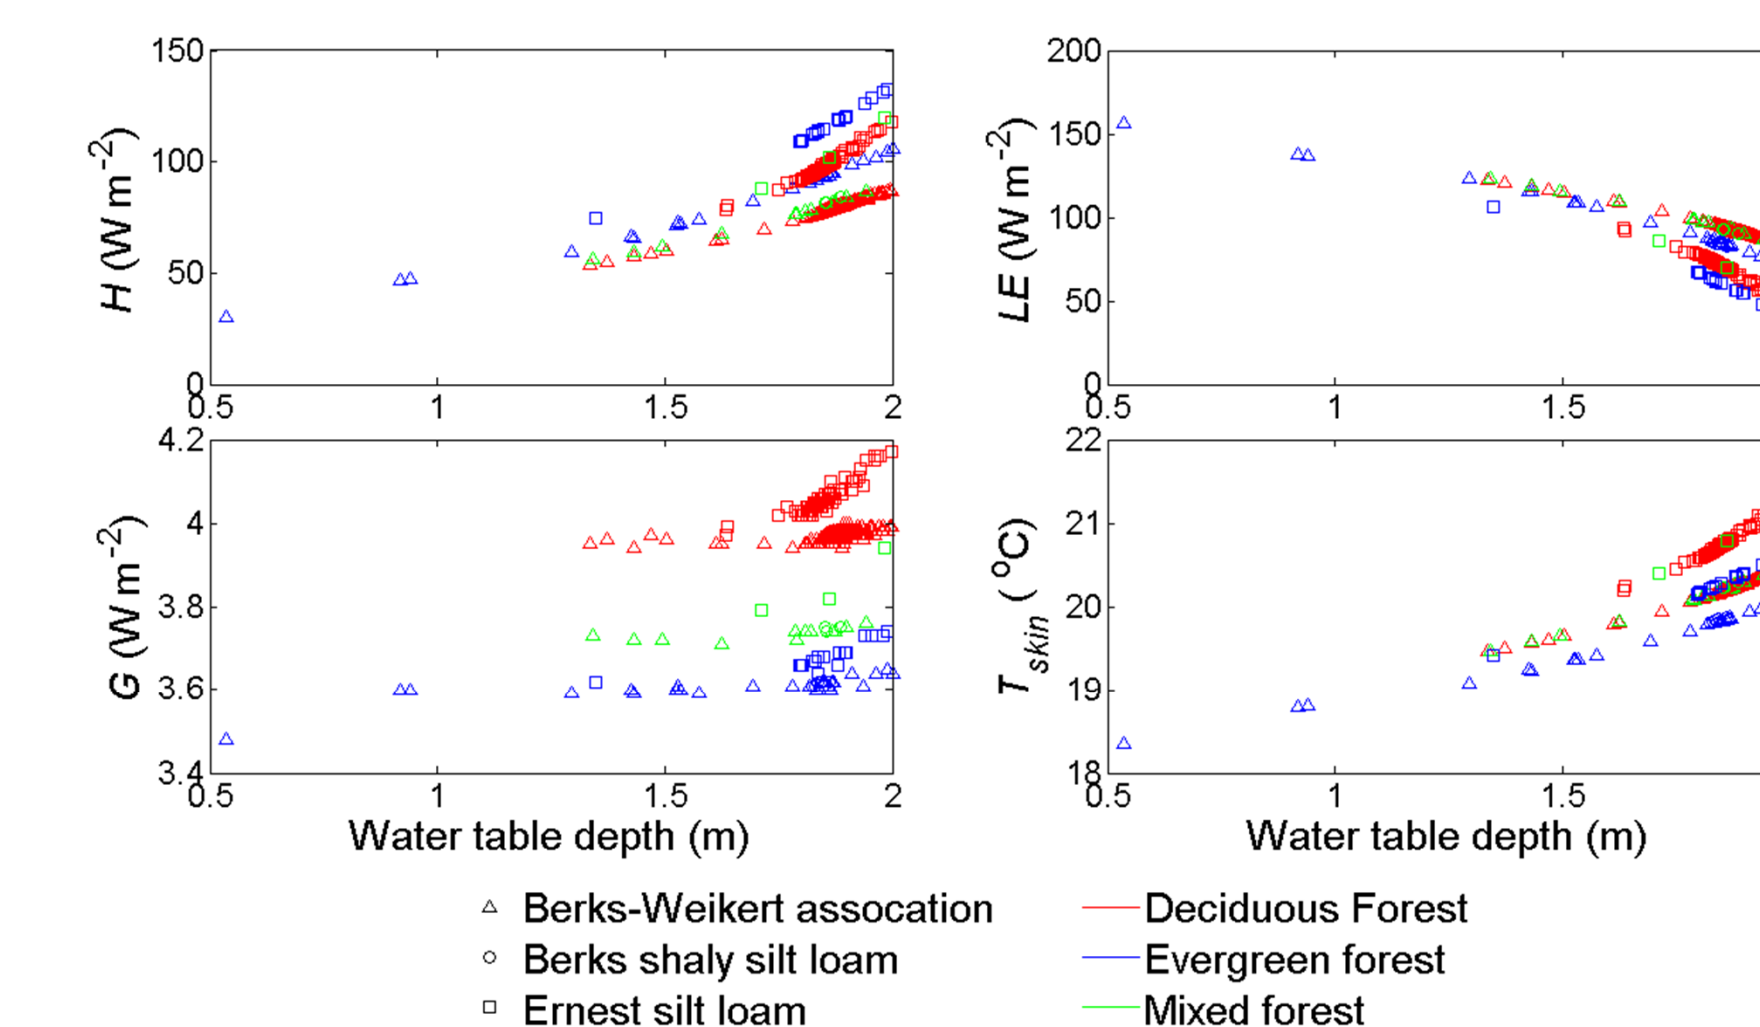 150
100
50
0
H (W m-2)
0.5 1 1.5 2
200
150
100
50
0
LE (W m-2)
0.5 1 1.5
4.2
4
3.8
3.6
3.4
G (W m-2)
0.5 1 1.5 2
Water table depth (m)
22
21
20
19
18
Tskin (oC)
0.5 1 1.5
Water table depth (m)
Berks-Weikert assocation
Berks shaly silt loam
Ernest silt loam
Deciduous Forest
Evergreen forest
Mixed forest